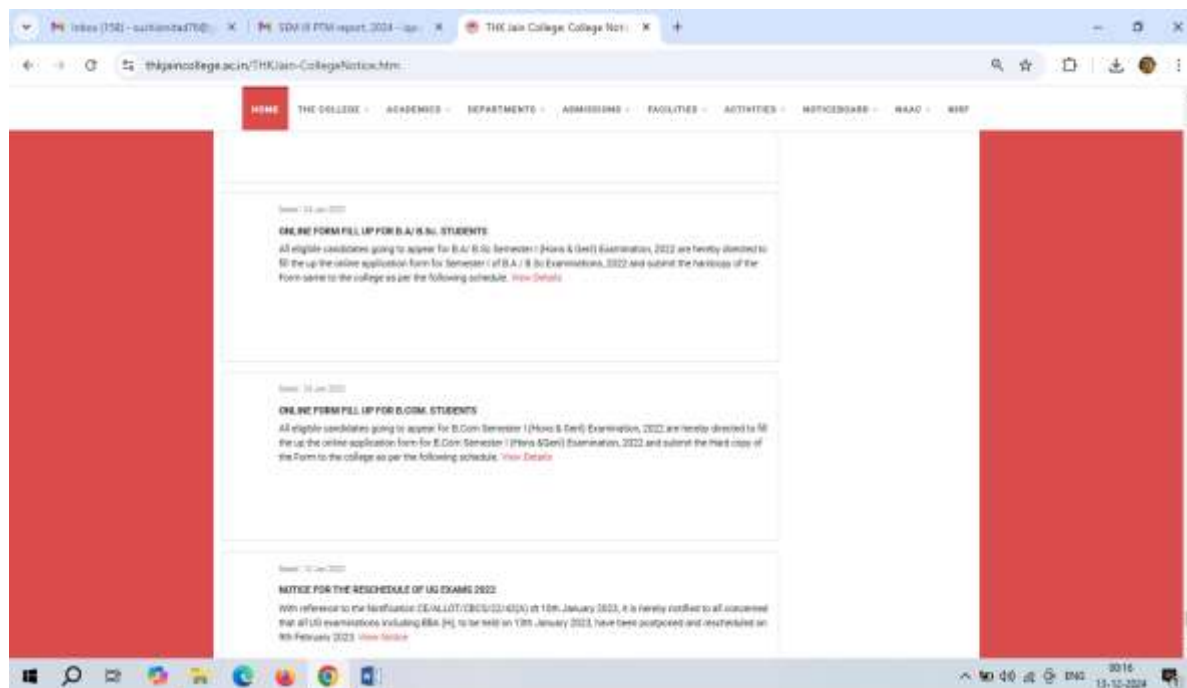 SEM III PTM report, 2024 -
THK Jain College: College Noti
thkjaincollege.ac.in/THKJain-CollegeNotice.htm
HOME THE COLLEGE ACADEMICS DEPARTMENTS ADMISSIONS FACILITIES ACTIVITIES NOTICEBOARD NAAC NIRF
ONLINE FORM FILL UP FOR B.A/ B.Sc. STUDENTS
All eligible candidates going to appear for B.A/ B.Sc Semester I (Hons & Genl) Examination, 2022 are hereby directed to
fill the up the online application form for Semester I of B.A / B.Sc Examinations, 2022 and submit the hardcopy of the
Form same to the college as per the following schedule. View Details
ONLINE FORM FILL UP FOR B.COM. STUDENTS
All eligible candidates going to appear for B.Com Semester I (Hons & Genl) Examination, 2022 are hereby directed to fill
the up the online application form for B.Com Semester I (Hons &Genl) Examination, 2022 and submit the Hard copy of
the Form to the college as per the following schedule. View Details
NOTICE FOR THE RESCHEDULE OF UG EXAMS 2022
With reference to the Notification dt 10th January 2023, it is hereby notified to all concerned
that all UG examinations including BBA (H), to be held on 13th January 2023, have been postponed and rescheduled on
9th February 2023 View Notice
ENG
00:16
13-12-2024